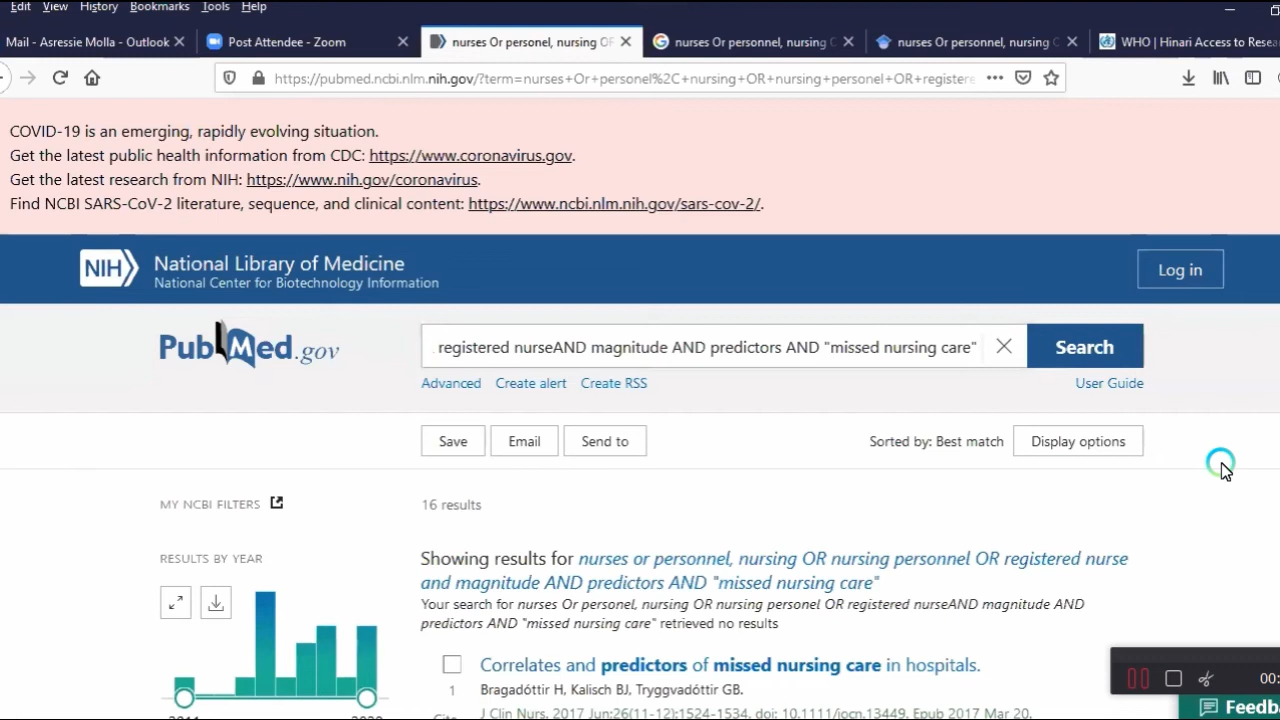 Edit View History Bookmarks Tools Help
Mail - Asressie Molla - Outlook Post Attendee - Zoom nurses Or personel, nursing OR nurses Or personnel, nursing nurses Or personnel, nursing WHO | Hinari Access to Resea
https://pubmed.ncbi.nlm.nih.gov/?term=nurses+Or+personel%2C+nursing+OR+nursing+personel+OR+registere
COVID-19 is an emerging, rapidly evolving situation.
Get the latest public health information from CDC: https://www.coronavirus.gov.
Get the latest research from NIH: https://www.nih.gov/coronavirus.
Find NCBI SARS-CoV-2 literature, sequence, and clinical content: https://www.ncbi.nlm.nih.gov/sars-cov-2/.
NIH National Library of Medicine
National Center for Biotechnology Information
Log in
PubMed.gov
registered nurseAND magnitude AND predictors AND "missed nursing care"
Search
Advanced Create alert Create RSS User Guide
Save Email Send to Sorted by: Best match Display options
MY NCBI FILTERS 16 results
RESULTS BY YEAR
Showing results for nurses or personnel, nursing OR nursing personnel OR registered nurse
and magnitude AND predictors AND "missed nursing care"
Your search for nurses Or personel, nursing OR nursing personel OR registered nurseAND magnitude AND
predictors AND "missed nursing care" retrieved no results
Correlates and predictors of missed nursing care in hospitals.
1 Bragadóttir H, Kalisch BJ, Tryggvadóttir GB.
Cite J Clin Nurs. 2017 Jun;26(11-12):1524-1534. doi: 10.1111/jocn.13449. Epub 2017 Mar 20.
2011 2020
00:
Feedba